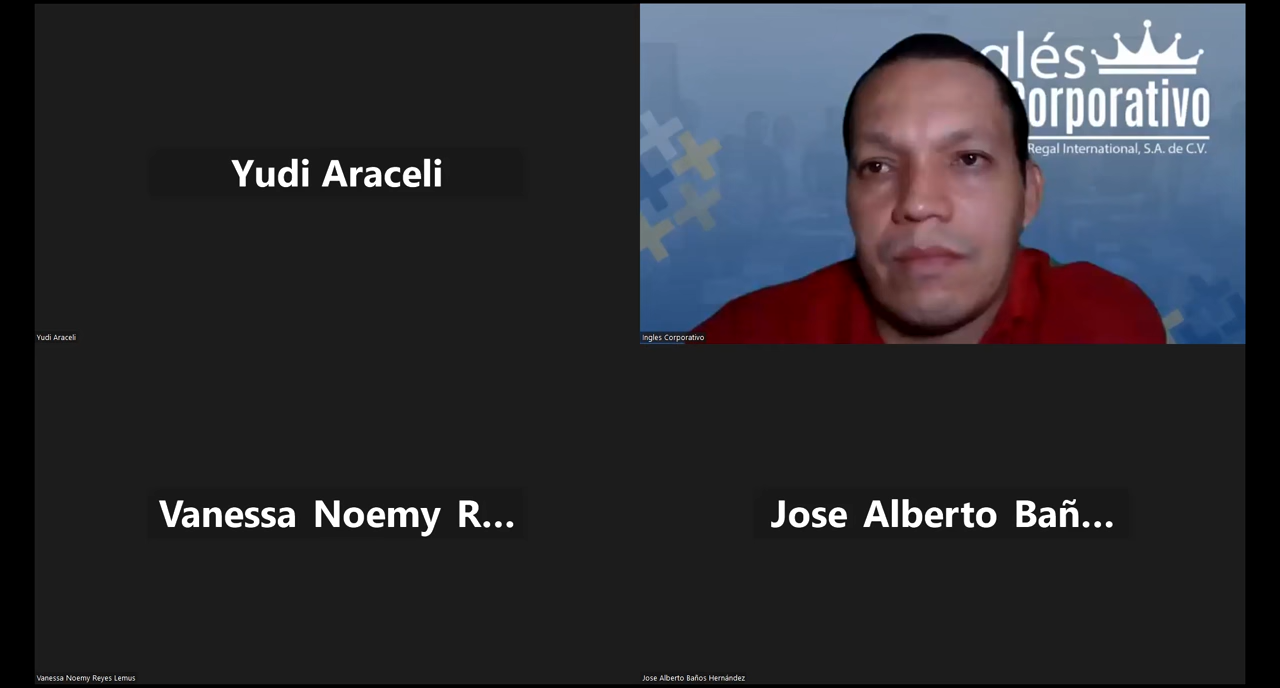 Yudi Araceli
Yudi Araceli
glés
Corporativo
Regal International, S.A. de C.V.
Ingles Corporativo
Vanessa Noemy R...
Vanessa Noemy Reyes Lemus
Jose Alberto Bañ...
Jose Alberto Baños Hernández